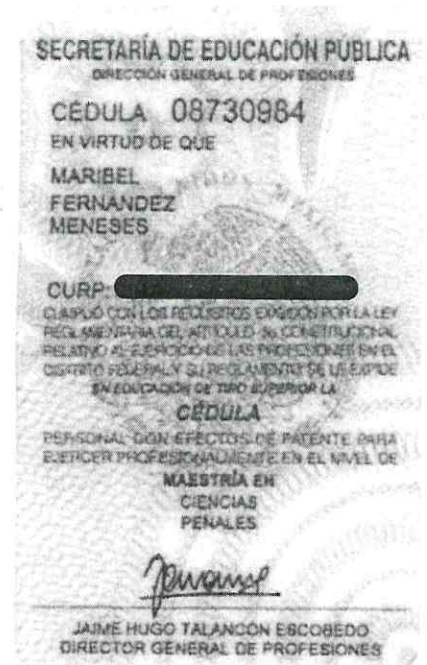 SECRETARÍA DE EDUCACIÓN PÚBLICA
DIRECCIÓN GENERAL DE PROFESIONES
CÉDULA 08730984
EN VIRTUD DE QUE
MARIBEL
FERNANDEZ
MENESES
CURP:
CUMPLIÓ CON LOS REQUISITOS EXIGIDOS POR LA LEY
REGLAMENTARIA DEL ARTÍCULO 5o. CONSTITUCIONAL
RELATIVO AL EJERCICIO DE LAS PROFESIONES EN EL
DISTRITO FEDERAL Y SU REGLAMENTO SE LE EXPIDE
EN EDUCACIÓN DE TIPO SUPERIOR LA
CÉDULA
PERSONAL CON EFECTOS DE PATENTE PARA
EJERCER PROFESIONALMENTE EN EL NIVEL DE
MAESTRÍA EN
CIENCIAS
PENALES
JAIME HUGO TALANCÓN ESCOBEDO
DIRECTOR GENERAL DE PROFESIONES